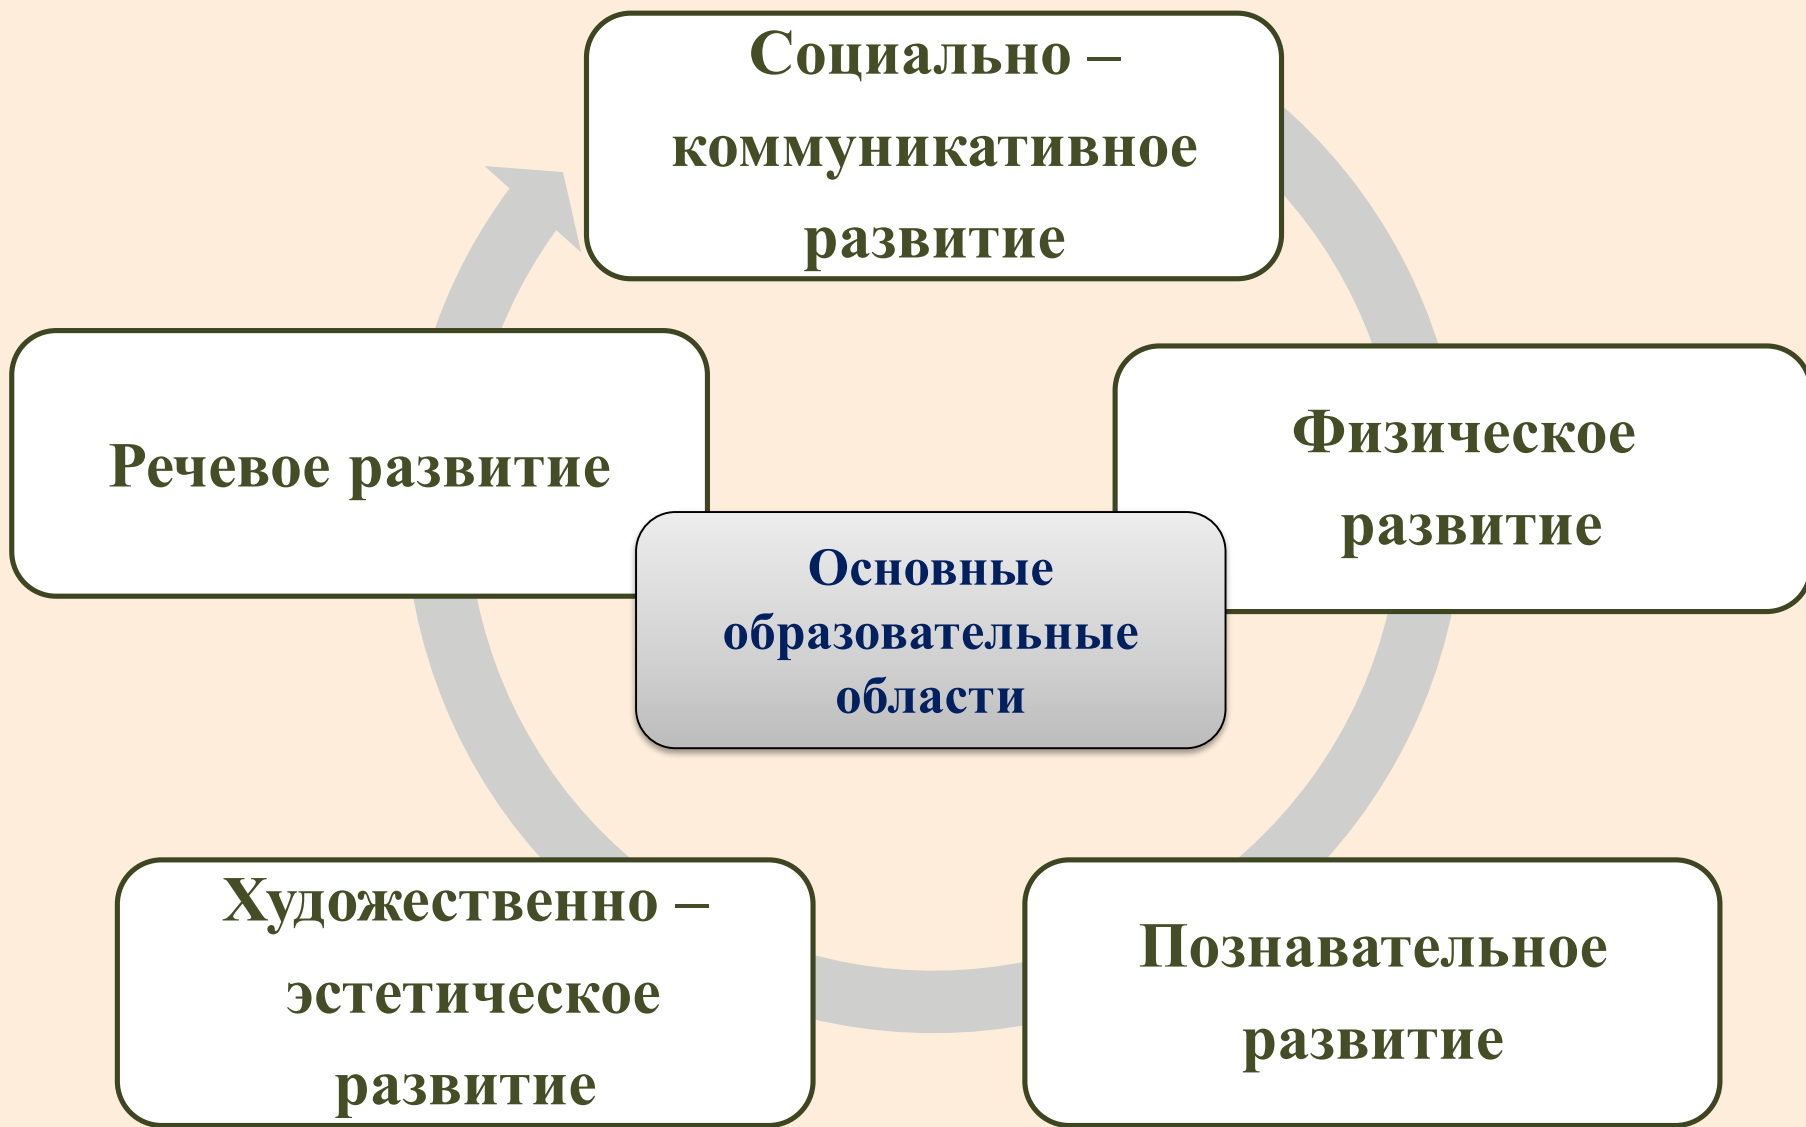 Социально –
коммуникативное
развитие
Речевое развитие
Физическое
развитие
Основные
образовательные
области
Художественно –
эстетическое
развитие
Познавательное
развитие